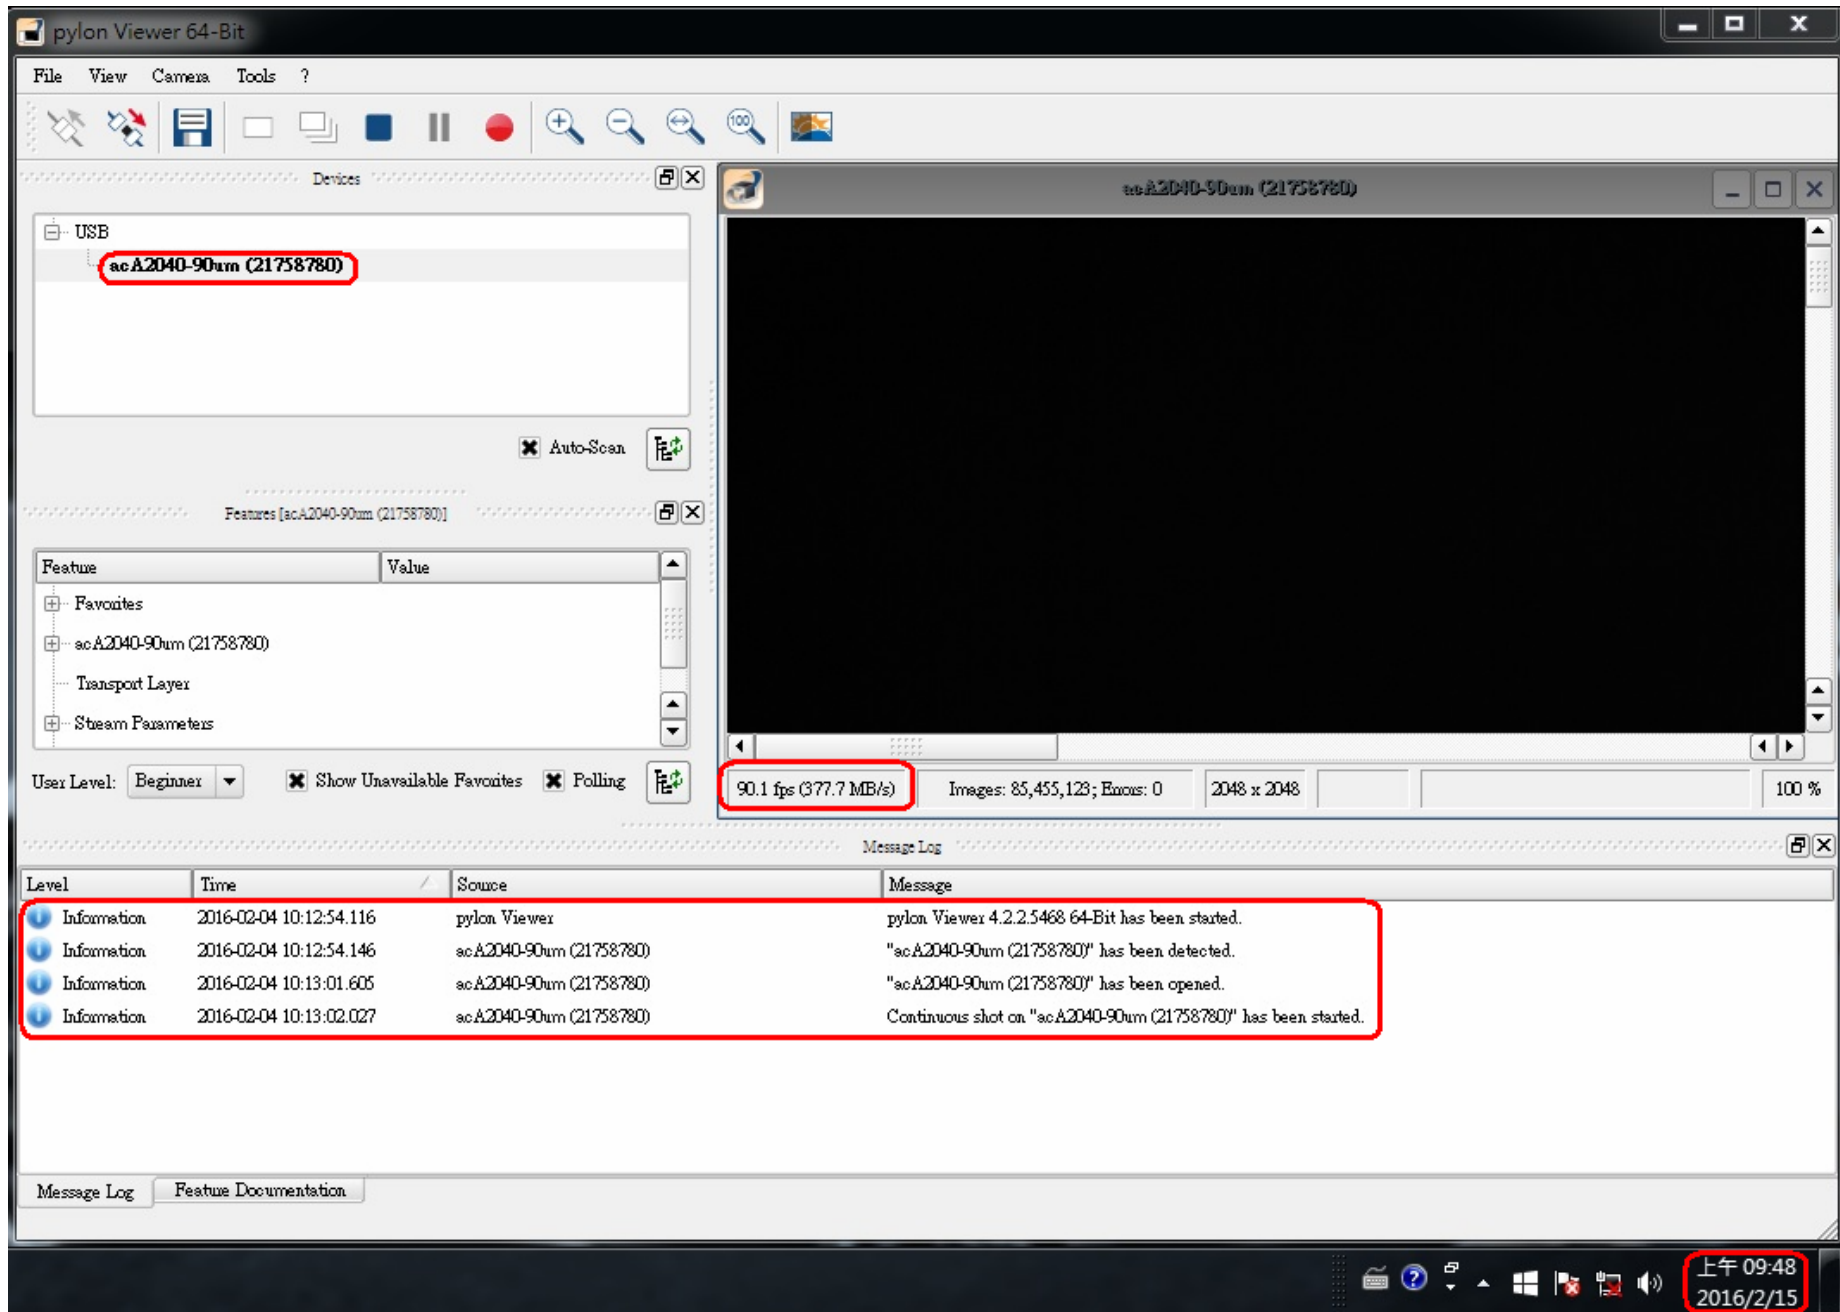 pylon Viewer 64-Bit
File View Camera Tools ?
100
Devices
acA2040-90um (21758780)
USB
acA2040-90um (21758780)
Auto-Scan
Features [acA2040-90um (21758780)]
Feature Value
Favorites
acA2040-90um (21758780)
Transport Layer
Stream Parameters
User Level: Beginner Show Unavailable Favorites Polling
90.1 fps (377.7 MB/s) Images: 85,455,123; Errors: 0 2048 x 2048 100 %
Message Log
Level Time Source Message
Information 2016-02-04 10:12:54.116 pylon Viewer pylon Viewer 4.2.2.5468 64-Bit has been started.
Information 2016-02-04 10:12:54.146 acA2040-90um (21758780) "acA2040-90um (21758780)" has been detected.
Information 2016-02-04 10:13:01.605 acA2040-90um (21758780) "acA2040-90um (21758780)" has been opened.
Information 2016-02-04 10:13:02.027 acA2040-90um (21758780) Continuous shot on "acA2040-90um (21758780)" has been started.
Message Log Feature Documentation
上午 09:48
2016/2/15